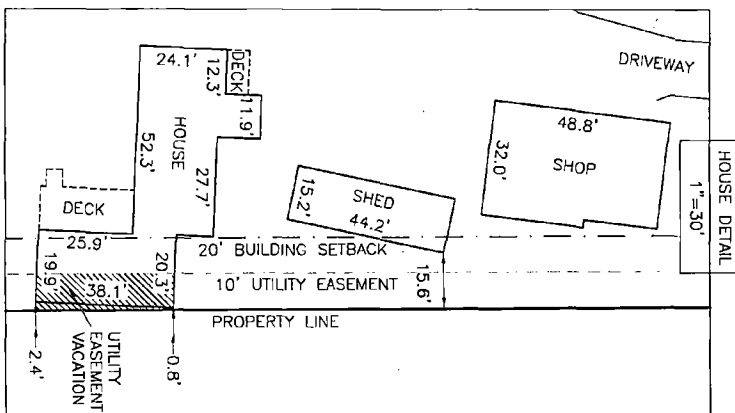 24.1'
12.3'
DECK
11.9'
HOUSE
52.3'
27.7'
DECK
25.9'
19.9'
20.3'
38.1'
UTILITY
EASEMENT
VACATION
2.4'
0.8'
SHED
15.2'
44.2'
20' BUILDING SETBACK
10' UTILITY EASEMENT
15.6'
PROPERTY LINE
DRIVEWAY
48.8'
32.0'
SHOP
HOUSE DETAIL
1"=30'